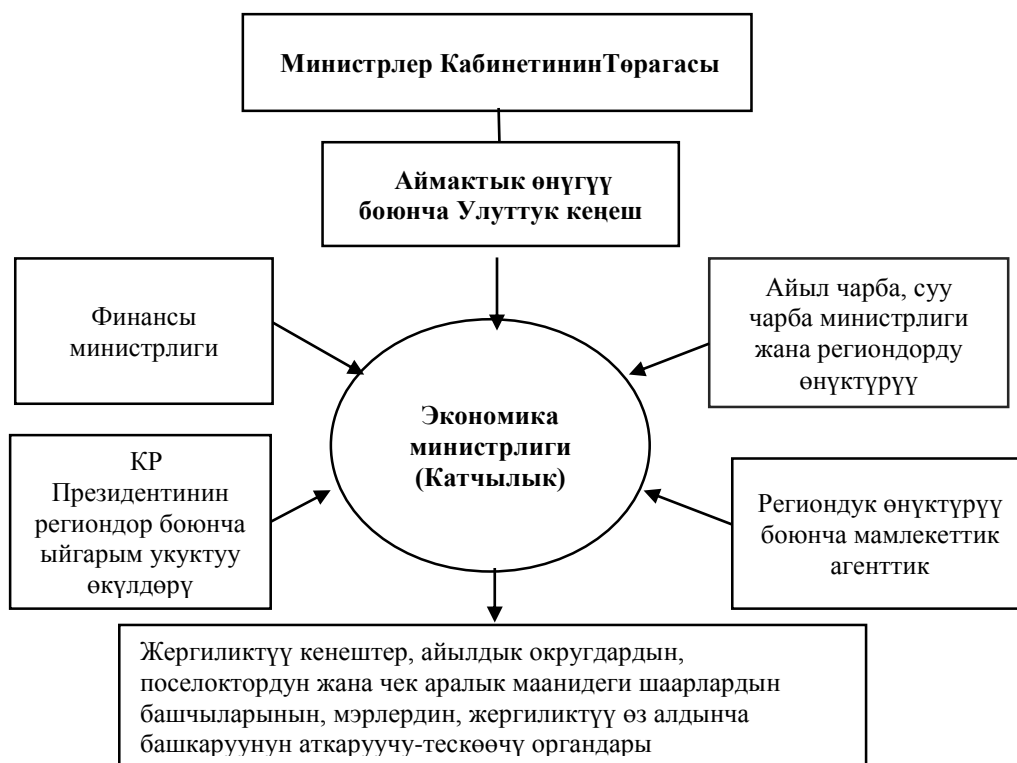 Министрлер КабинетининТөрагасы
Аймактык өнүгүү
боюнча Улуттук кеңеш
Финансы
министрлиги
Айыл чарба, суу
чарба министрлиги
жана региондорду
өнүктүрүү
Экономика
министрлиги
(Катчылык)
КР
Президентинин
региондор боюнча
ыйгарым укуктуу
өкүлдөрү
Региондук өнүктүрүү
боюнча мамлекеттик
агенттик
Жергиликтүү кенештер, айылдык округдардын,
поселоктордун жана чек аралык маанидеги шаарлардын
башчыларынын, мэрлердин, жергиликтүү өз алдынча
башкаруунун аткаруучу-тескөөчү органдары